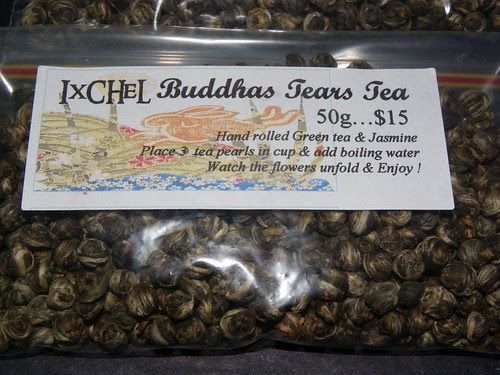 IXCHEL Buddhas Tears Tea
50g...$15
Hand rolled Green tea & Jasmine
Place 3 tea pearls in cup & add boiling water
Watch the flowers unfold & Enjoy !